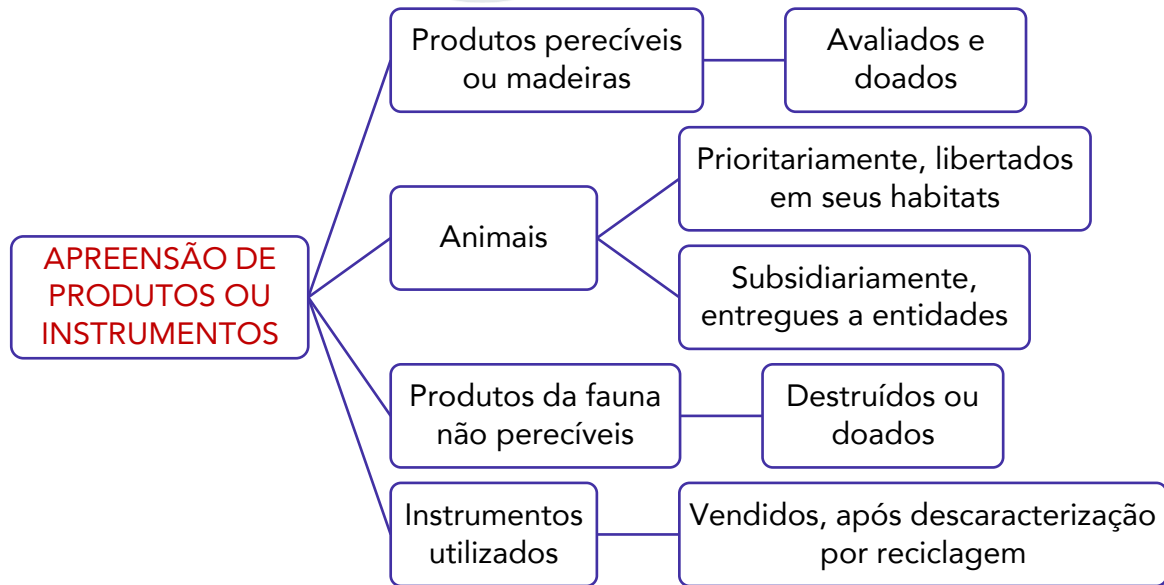 APREENSÃO DE
PRODUTOS OU
INSTRUMENTOS
Produtos perecíveis
ou madeiras
Avaliados e
doados
Animais
Prioritariamente, libertados
em seus habitats
Subsidiariamente,
entregues a entidades
Produtos da fauna
não perecíveis
Destruídos ou
doados
Instrumentos
utilizados
Vendidos, após descaracterização
por reciclagem